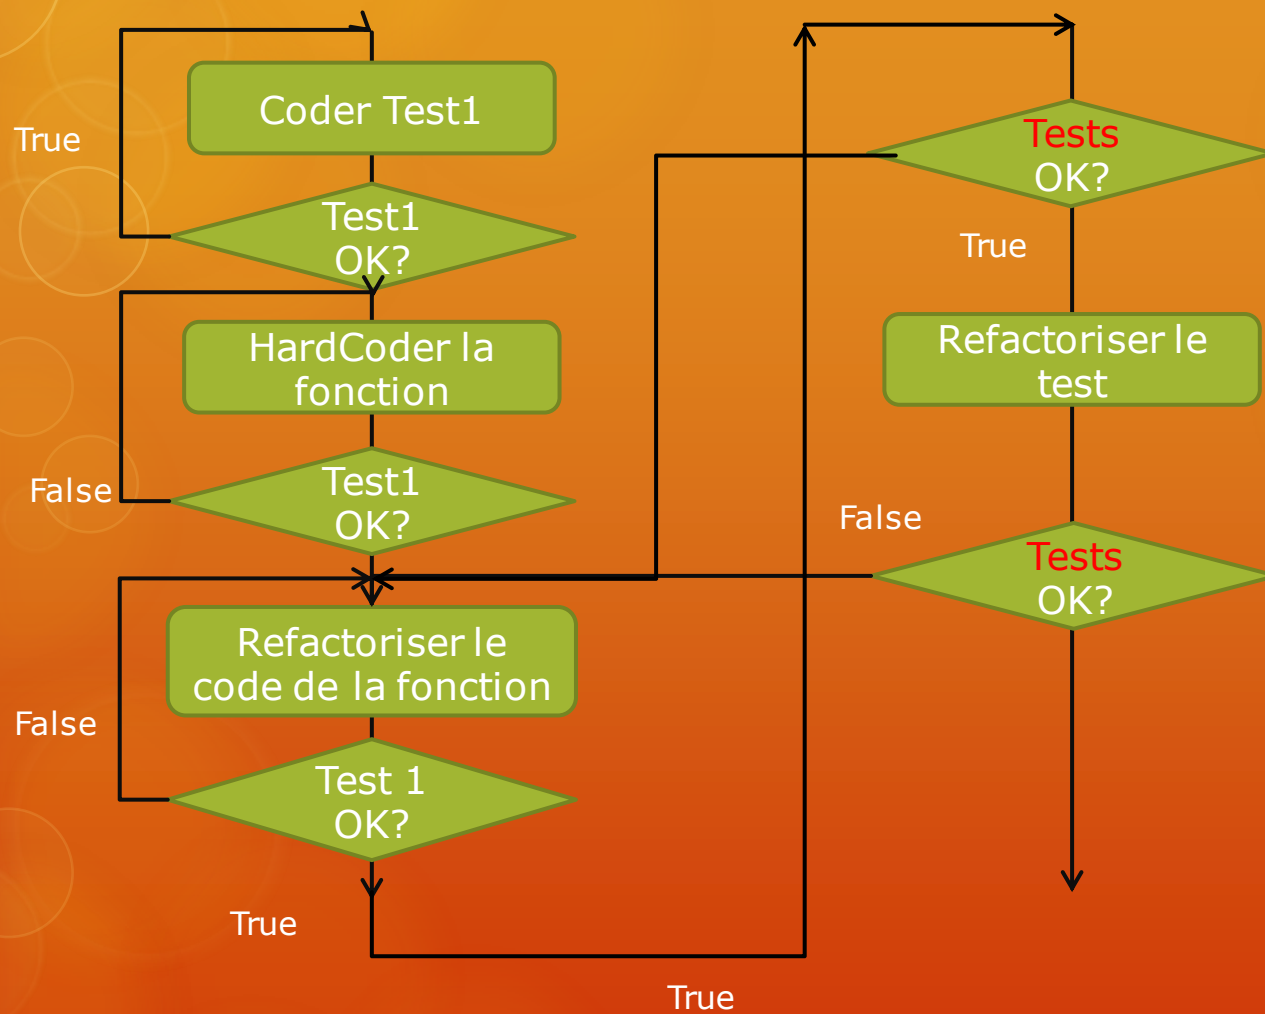 Coder Test1
True
Test1
OK?
HardCoder la
fonction
False
Test1
OK?
Refactoriser le
code de la fonction
False
Test 1
OK?
True
True
Tests
OK?
True
Refactoriser le
test
False
Tests
OK?